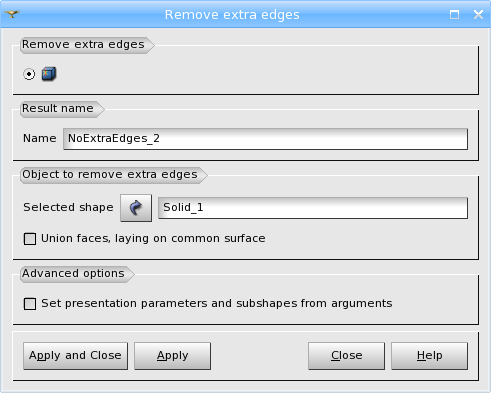 Remove extra edges
Remove extra edges
Result name
Name NoExtraEdges_2
Object to remove extra edges
Selected shape Solid_1
Union faces, laying on common surface
Advanced options
Set presentation parameters and subshapes from arguments
Apply and Close Apply Close Help